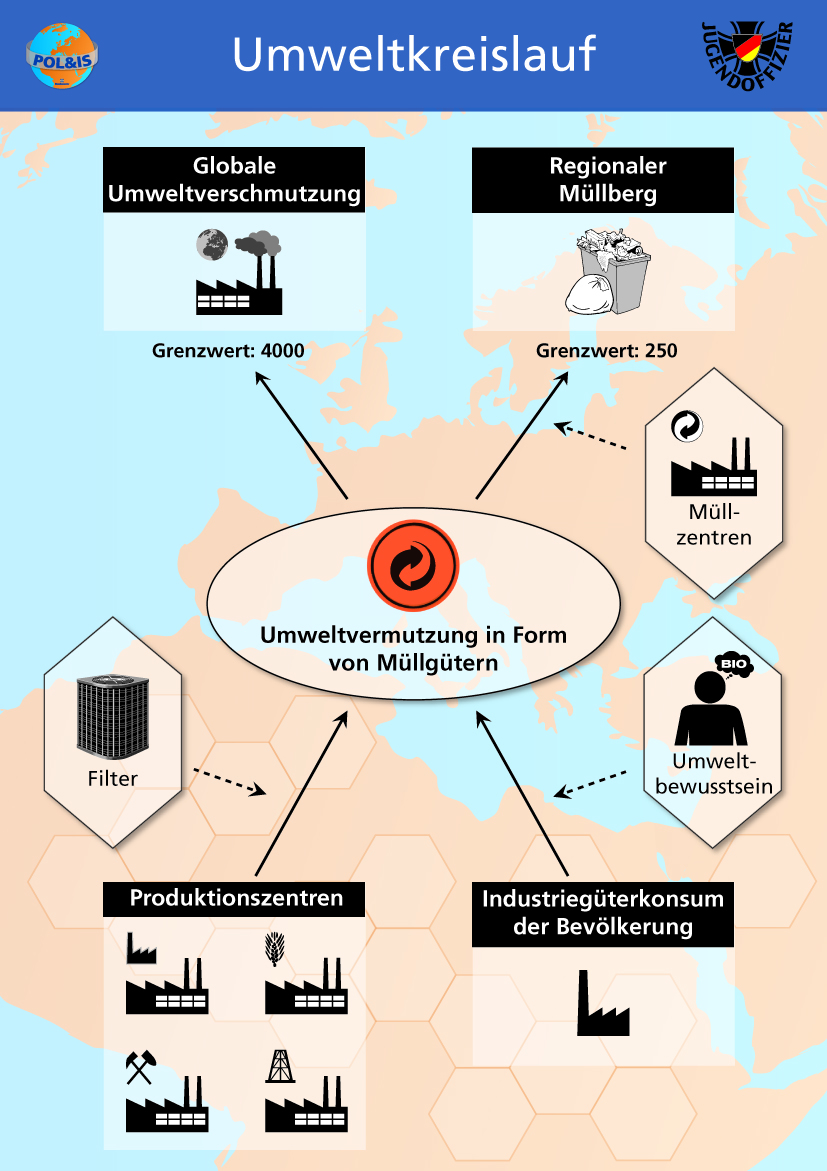 POL&IS
Umweltkreislauf
JUGENDOFFIZIER
Globale
Umweltverschmutzung
Regionaler
Müllberg
Grenzwert: 4000
Grenzwert: 250
Müll-
zentren
Umweltvermutzung in Form
von Müllgütern
Filter
BIO
Umwelt-
bewusstsein
Produktionszentren
Industriegüterkonsum
der Bevölkerung